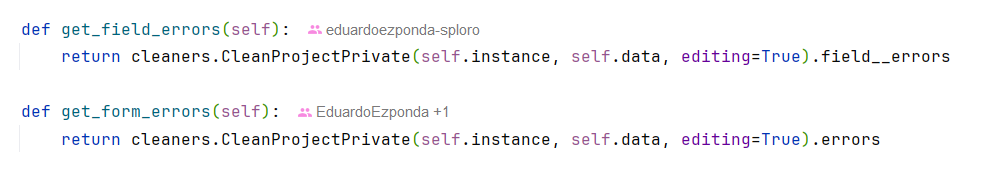 def get_field_errors(self): eduardoezponda-sploro
return cleaners.CleanProjectPrivate(self.instance, self.data, editing=True).field__errors
def get_form_errors(self): EduardoEzponda +1
return cleaners.CleanProjectPrivate(self.instance, self.data, editing=True).errors